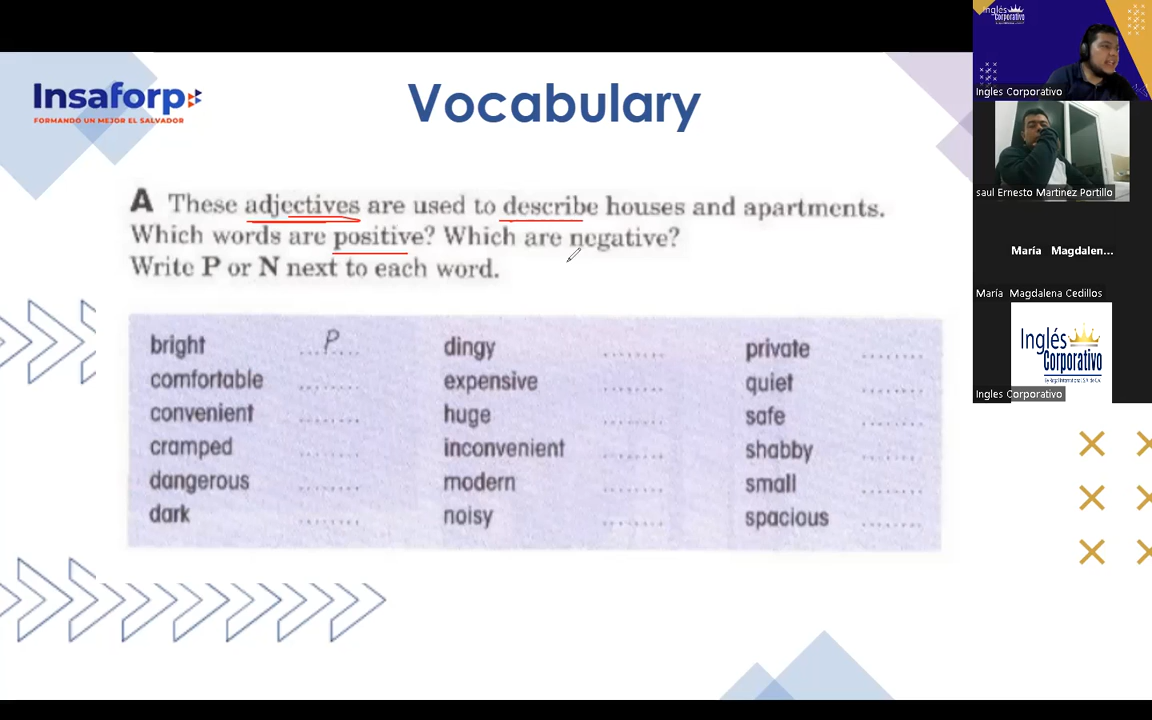 Insaforp
FORMANDO UN MEJOR EL SALVADOR
Vocabulary
A These adjectives are used to describe houses and apartments.
Which words are positive? Which are negative?
Write P or N next to each word.
bright ...P.... dingy ........ private ........
comfortable ........ expensive ........ quiet ........
convenient ........ huge ........ safe ........
cramped ........ inconvenient ........ shabby ........
dangerous ........ modern ........ small ........
dark ........ noisy ........ spacious ........
Inglés
Corporativo
Ingles Corporativo
saul Ernesto Martinez Portillo
María Magdalen...
María Magdalena Cedillos
Inglés
Corporativo
Ingles Corporativo